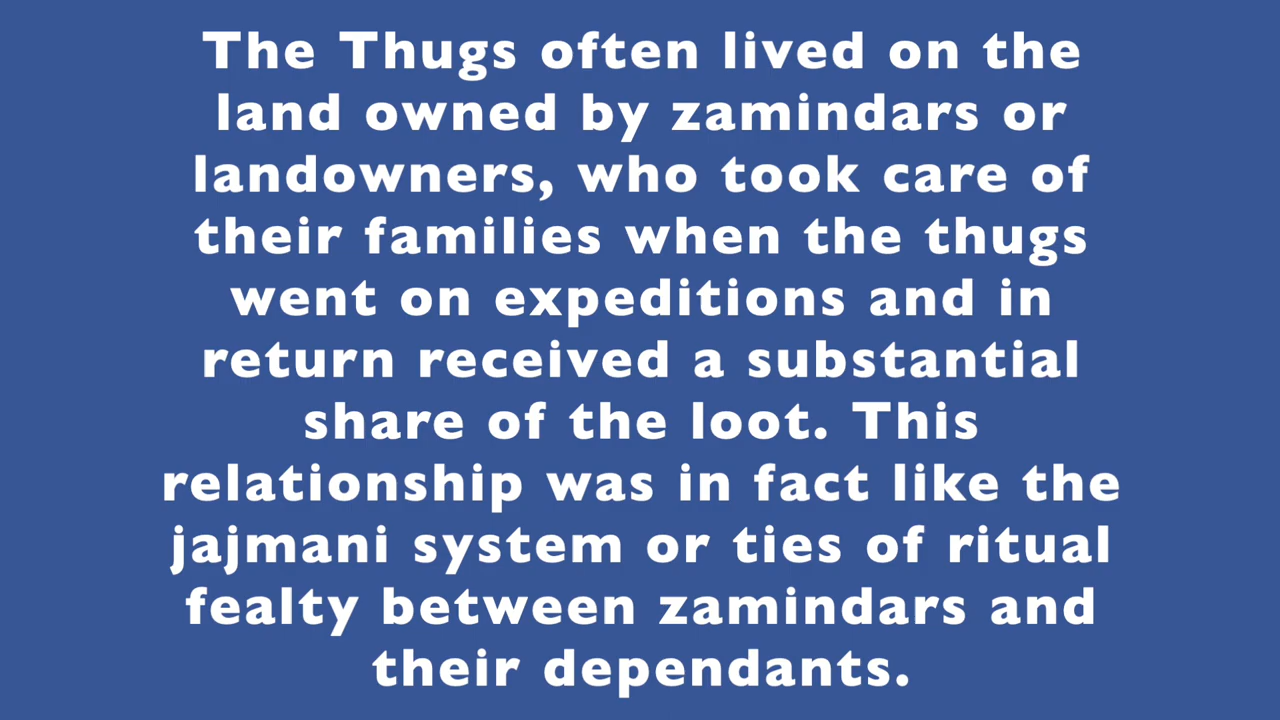 The Thugs often lived on the
land owned by zamindars or
landowners, who took care of
their families when the thugs
went on expeditions and in
return received a substantial
share of the loot. This
relationship was in fact like the
jajmani system or ties of ritual
fealty between zamindars and
their dependants.